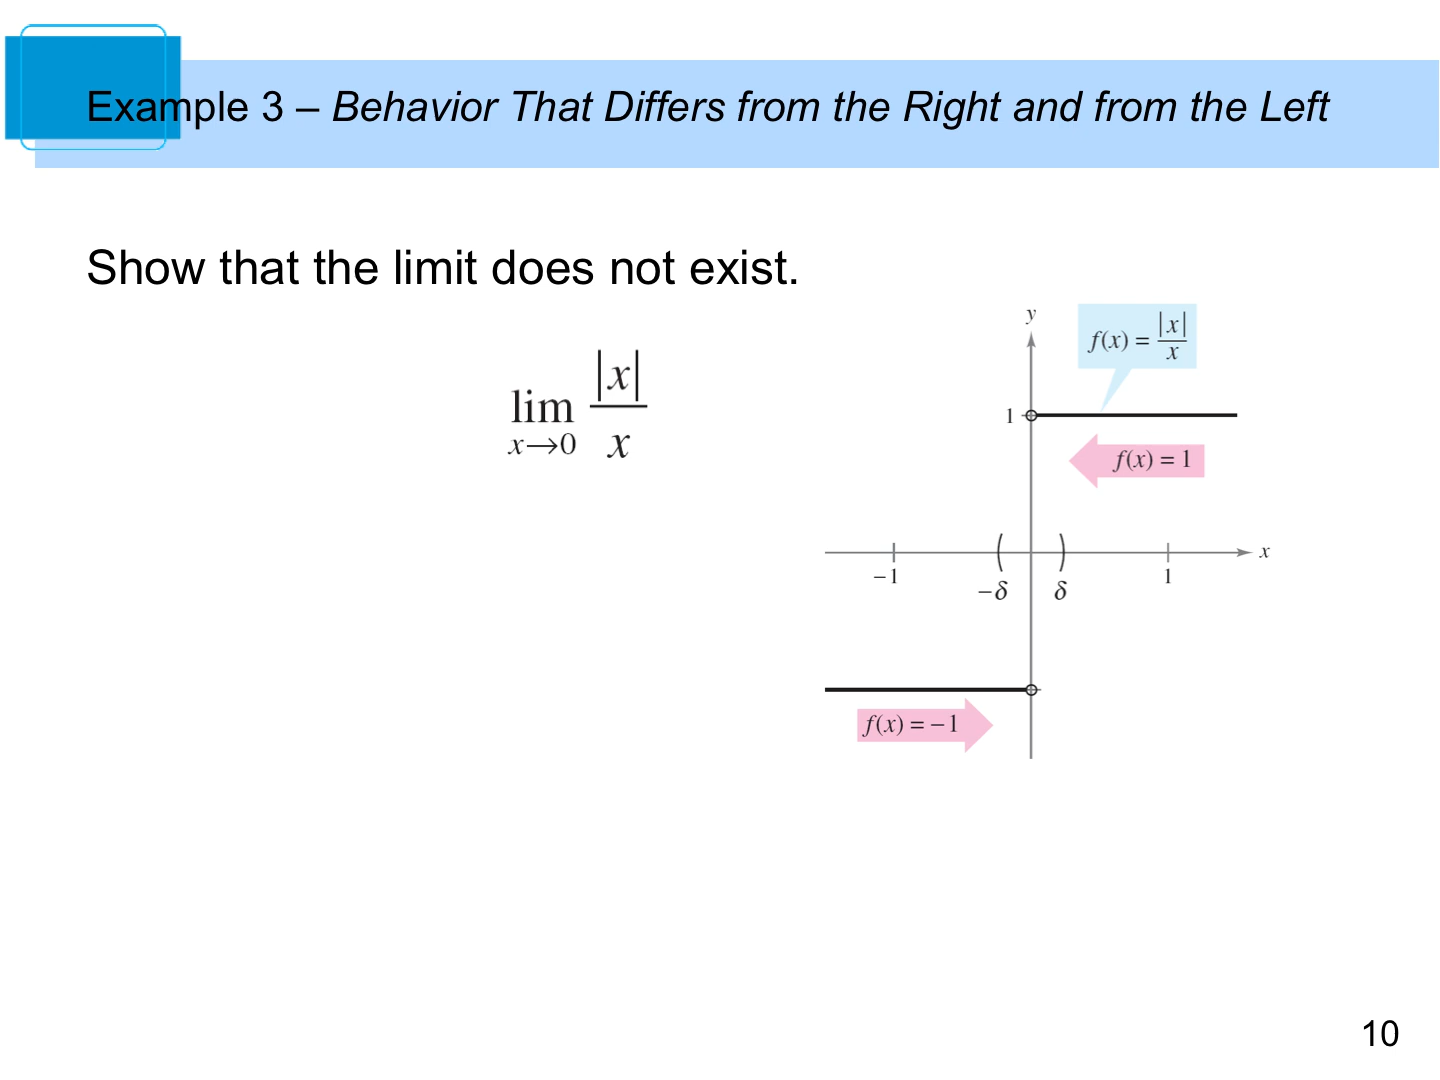 Example 3 – Behavior That Differs from the Right and from the Left
Show that the limit does not exist.
lim x→0 |x|/x
y
f(x) = |x|/x
1
f(x) = 1
x
−1
−δ
δ
1
f(x) = −1
10